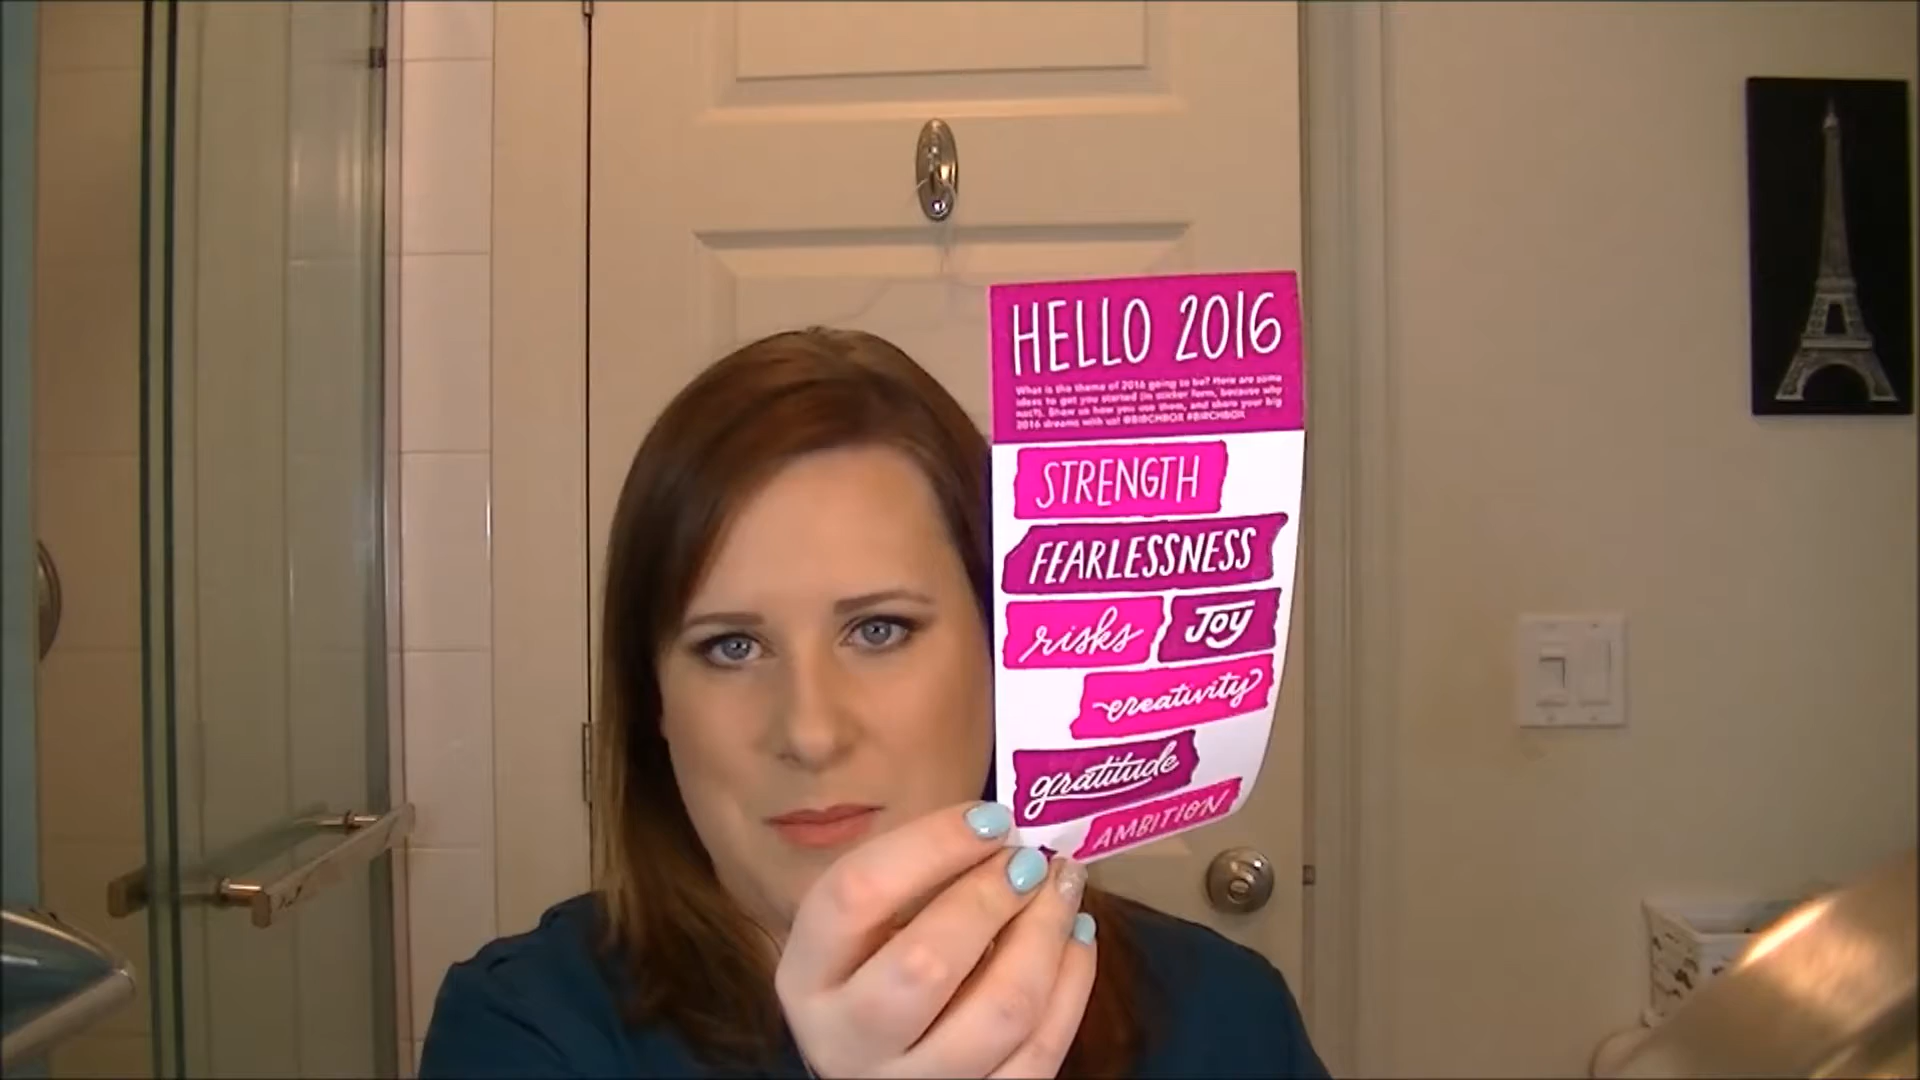 HELLO 2016
What is the theme of 2016 going to be? Here are some
ideas to get you started (in sticker form, because why
not?). Show us how you use them, and share your big
2016 dreams with us! @BIRCHBOX #BIRCHBOX
STRENGTH
FEARLESSNESS
risks JOY
creativity
gratitude
AMBITION